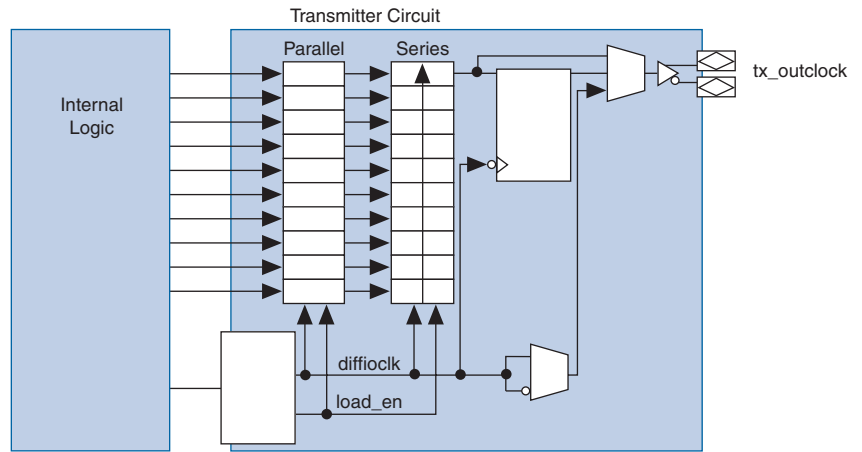 Transmitter Circuit
Parallel
Series
tx_outclock
Internal
Logic
diffioclk
load_en